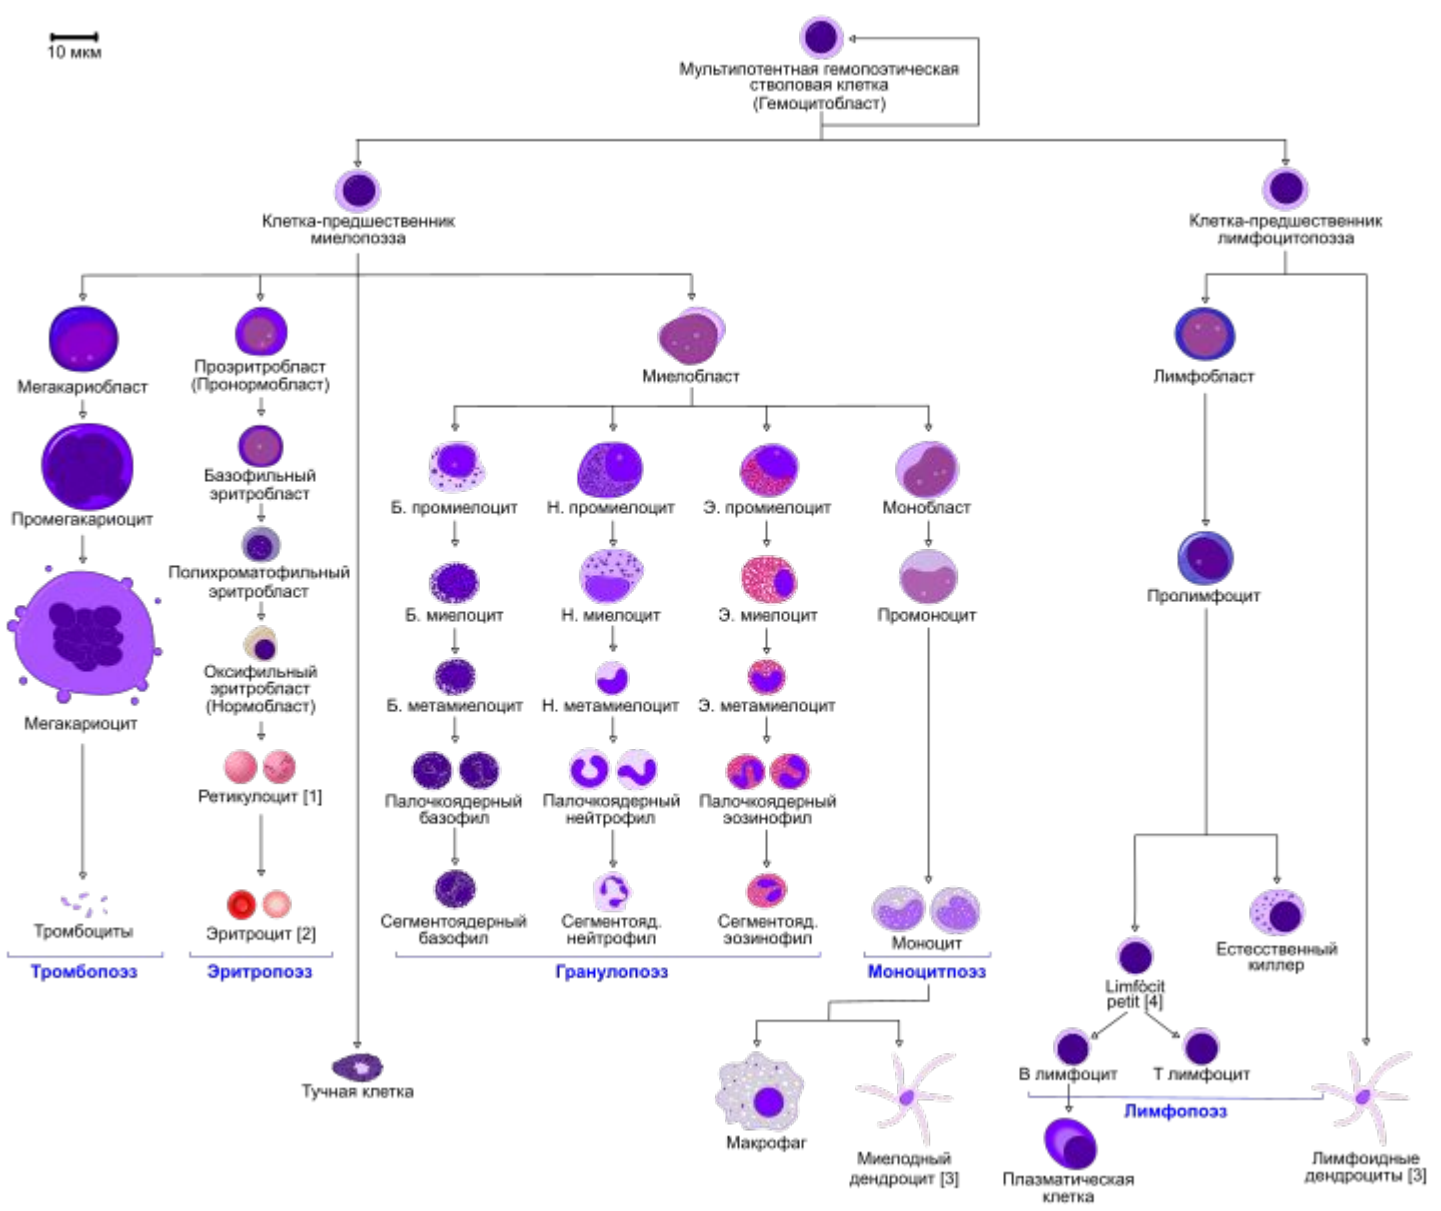 10 мкм
Мультипотентная гемопоэтическая
стволовая клетка
(Гемоцитобласт)
Клетка-предшественник
миелопоэза
Клетка-предшественник
лимфоцитопоэза
Мегакариобласт
Проэритробласт
(Пронормобласт)
Миелобласт
Лимфобласт
Промегакариоцит
Базофильный
эритробласт
Б. промиелоцит
Н. промиелоцит
Э. промиелоцит
Монобласт
Полихроматофильный
эритробласт
Б. миелоцит
Н. миелоцит
Э. миелоцит
Промоноцит
Пролимфоцит
Мегакариоцит
Оксифильный
эритробласт
(Нормобласт)
Б. метамиелоцит
Н. метамиелоцит
Э. метамиелоцит
Ретикулоцит [1]
Палочкоядерный
базофил
Палочкоядерный
нейтрофил
Палочкоядерный
эозинофил
Тромбоциты
Эритроцит [2]
Сегментоядерный
базофил
Сегментояд.
нейтрофил
Сегментояд.
эозинофил
Моноцит
Естесственный
киллер
Тромбопоэз
Эритропоэз
Гранулопоэз
Моноцитпоэз
Limfòcit
petit [4]
Тучная клетка
В лимфоцит
Т лимфоцит
Лимфопоэз
Макрофаг
Миелодный
дендроцит [3]
Плазматическая
клетка
Лимфоидные
дендроциты [3]